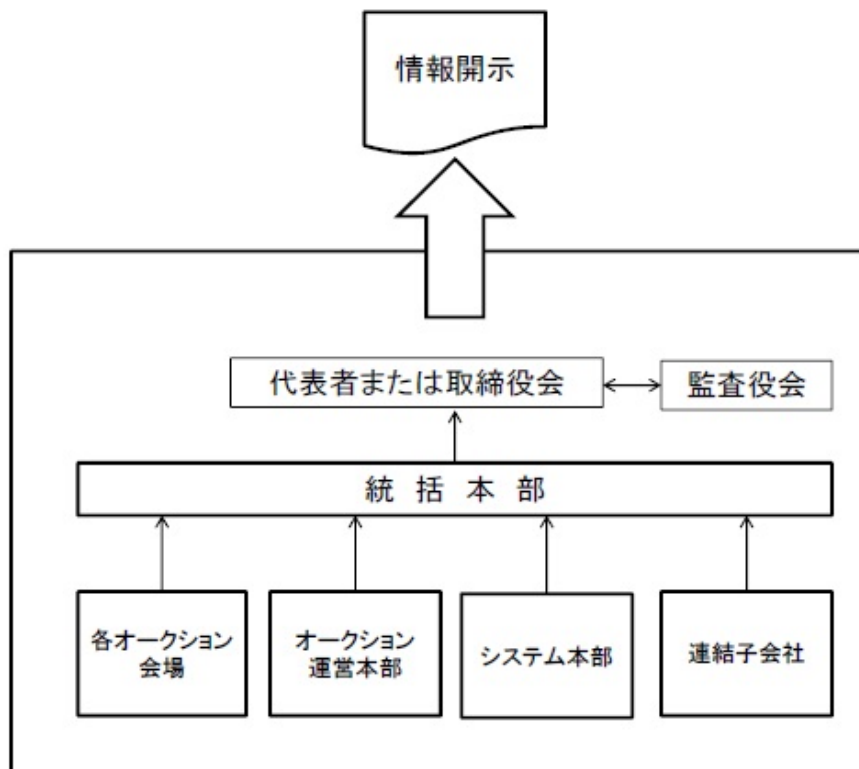 情報開示
代表者または取締役会
監査役会
統 括 本 部
各オークション
会場
オークション
運営本部
システム本部
連結子会社